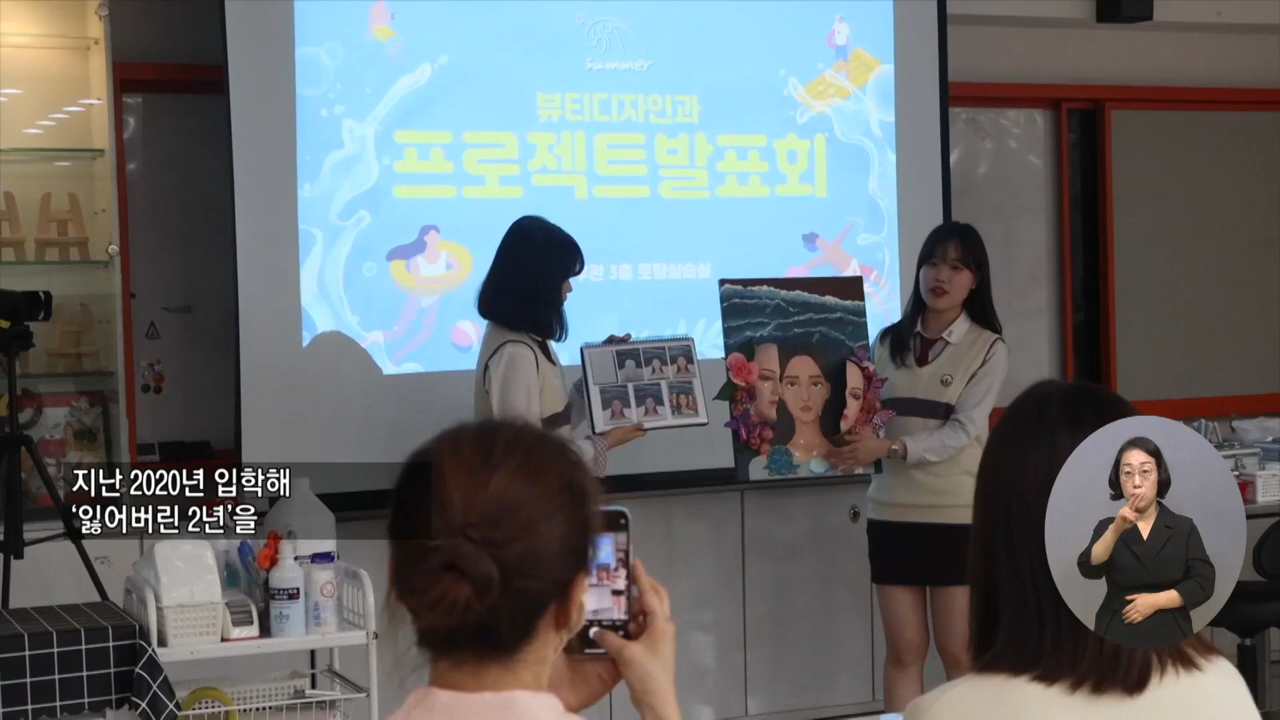 summer
뷰티디자인과
프로젝트발표회
3층 토탈실습실
지난 2020년 입학해
‘잃어버린 2년’을